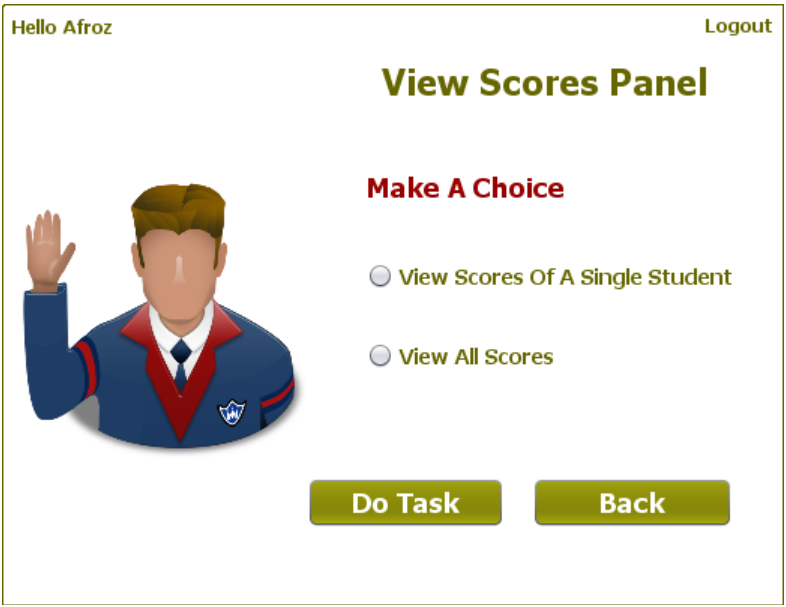 Hello Afroz
Logout
View Scores Panel
Make A Choice
View Scores Of A Single Student
View All Scores
Do Task
Back